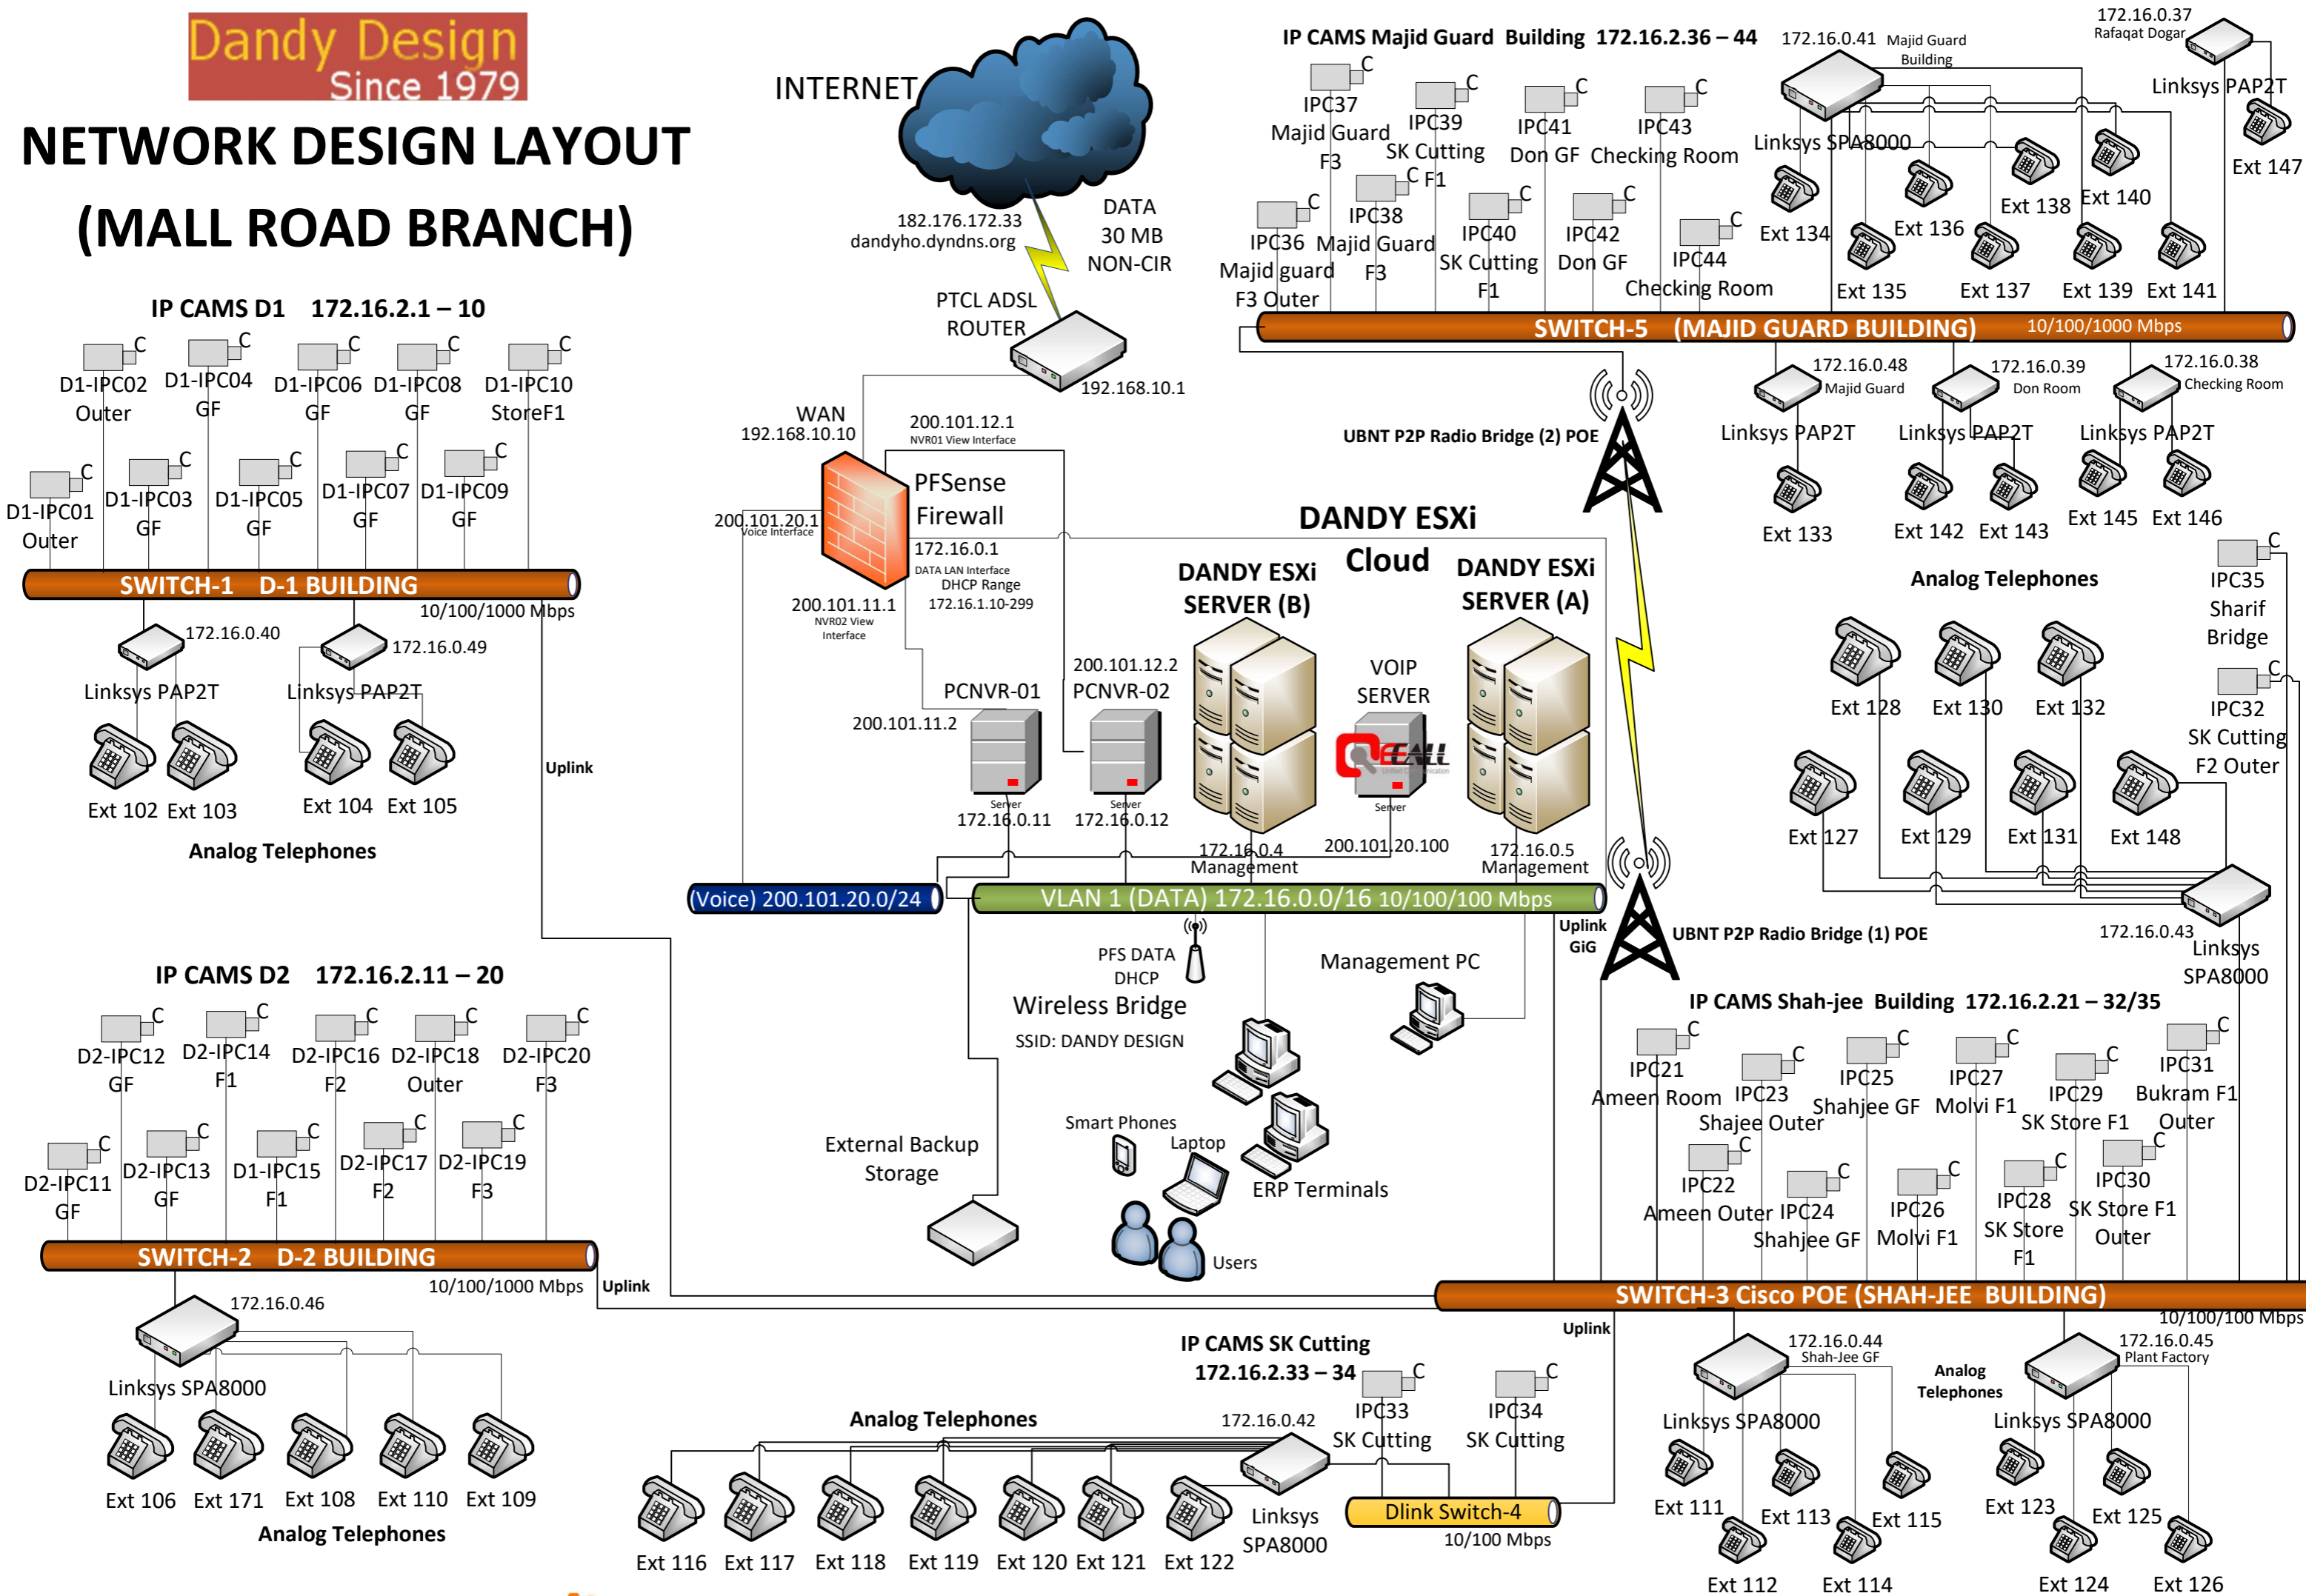 Dandy Design
Since 1979
NETWORK DESIGN LAYOUT
(MALL ROAD BRANCH)
IP CAMS D1 172.16.2.1 – 10
C
C
C
C
C
D1-IPC02
Outer
D1-IPC04
GF
D1-IPC06
GF
D1-IPC08
GF
D1-IPC10
StoreF1
C
C
C
C
C
D1-IPC01
Outer
D1-IPC03
GF
D1-IPC05
GF
D1-IPC07
GF
D1-IPC09
GF
SWITCH-1 D-1 BUILDING
10/100/1000 Mbps
172.16.0.40
172.16.0.49
Linksys PAP2T
Linksys PAP2T
Ext 102
Ext 103
Ext 104
Ext 105
Analog Telephones
Uplink
IP CAMS D2 172.16.2.11 – 20
C
C
C
C
C
D2-IPC12
GF
D2-IPC14
F1
D2-IPC16
F2
D2-IPC18
Outer
D2-IPC20
F3
C
C
C
C
C
D2-IPC11
GF
D2-IPC13
GF
D1-IPC15
F1
D2-IPC17
F2
D2-IPC19
F3
SWITCH-2 D-2 BUILDING
10/100/1000 Mbps
Uplink
172.16.0.46
Linksys SPA8000
Ext 106
Ext 171
Ext 108
Ext 110
Ext 109
Analog Telephones
INTERNET
182.176.172.33
dandyho.dyndns.org
DATA
30 MB
NON-CIR
PTCL ADSL
ROUTER
192.168.10.1
WAN
192.168.10.10
200.101.12.1
NVR01 View Interface
PFSense
Firewall
200.101.20.1
Voice Interface
172.16.0.1
DATA LAN Interface
DHCP Range
172.16.1.10-299
200.101.11.1
NVR02 View
Interface
DANDY ESXi
Cloud
DANDY ESXi
SERVER (B)
DANDY ESXi
SERVER (A)
200.101.12.2
PCNVR-01
PCNVR-02
200.101.11.2
VOIP
SERVER
Server
172.16.0.11
Server
172.16.0.12
Server
200.101.20.100
172.16.0.4
Management
172.16.0.5
Management
(Voice) 200.101.20.0/24
VLAN 1 (DATA) 172.16.0.0/16 10/100/100 Mbps
Uplink
GiG
PFS DATA
DHCP
Wireless Bridge
SSID: DANDY DESIGN
Management PC
External Backup
Storage
Smart Phones
Laptop
ERP Terminals
Users
IP CAMS SK Cutting
172.16.2.33 – 34
C
C
IPC33
SK Cutting
IPC34
SK Cutting
Analog Telephones
172.16.0.42
Linksys
SPA8000
Ext 116
Ext 117
Ext 118
Ext 119
Ext 120
Ext 121
Ext 122
Dlink Switch-4
10/100 Mbps
Uplink
IP CAMS Majid Guard Building 172.16.2.36 – 44
C
C
C
C
IPC37
Majid Guard
F3
IPC39
SK Cutting
F1
IPC41
Don GF
IPC43
Checking Room
C
C
C
C
C
IPC36
Majid guard
F3 Outer
IPC38
Majid Guard
F3
IPC40
SK Cutting
F1
IPC42
Don GF
IPC44
Checking Room
172.16.0.41
Majid Guard
Building
Linksys SPA8000
172.16.0.37
Rafaqat Dogar
Linksys PAP2T
Ext 147
Ext 134
Ext 136
Ext 138
Ext 140
Ext 135
Ext 137
Ext 139
Ext 141
SWITCH-5 (MAJID GUARD BUILDING)
10/100/1000 Mbps
172.16.0.48
Majid Guard
172.16.0.39
Don Room
172.16.0.38
Checking Room
Linksys PAP2T
Linksys PAP2T
Linksys PAP2T
Ext 133
Ext 142
Ext 143
Ext 145
Ext 146
UBNT P2P Radio Bridge (2) POE
UBNT P2P Radio Bridge (1) POE
Analog Telephones
C
IPC35
Sharif
Bridge
C
IPC32
SK Cutting
F2 Outer
Ext 128
Ext 130
Ext 132
Ext 127
Ext 129
Ext 131
Ext 148
172.16.0.43
Linksys
SPA8000
IP CAMS Shah-jee Building 172.16.2.21 – 32/35
C
C
C
C
C
C
IPC21
Ameen Room
IPC23
Shajee Outer
IPC25
Shahjee GF
IPC27
Molvi F1
IPC29
SK Store F1
IPC31
Bukram F1
Outer
C
C
C
C
C
IPC22
Ameen Outer
IPC24
Shahjee GF
IPC26
Molvi F1
IPC28
SK Store
F1
IPC30
SK Store F1
Outer
SWITCH-3 Cisco POE (SHAH-JEE BUILDING)
10/100/100 Mbps
172.16.0.44
Shah-Jee GF
Linksys SPA8000
Analog
Telephones
172.16.0.45
Plant Factory
Linksys SPA8000
Ext 111
Ext 113
Ext 115
Ext 112
Ext 114
Ext 123
Ext 125
Ext 124
Ext 126